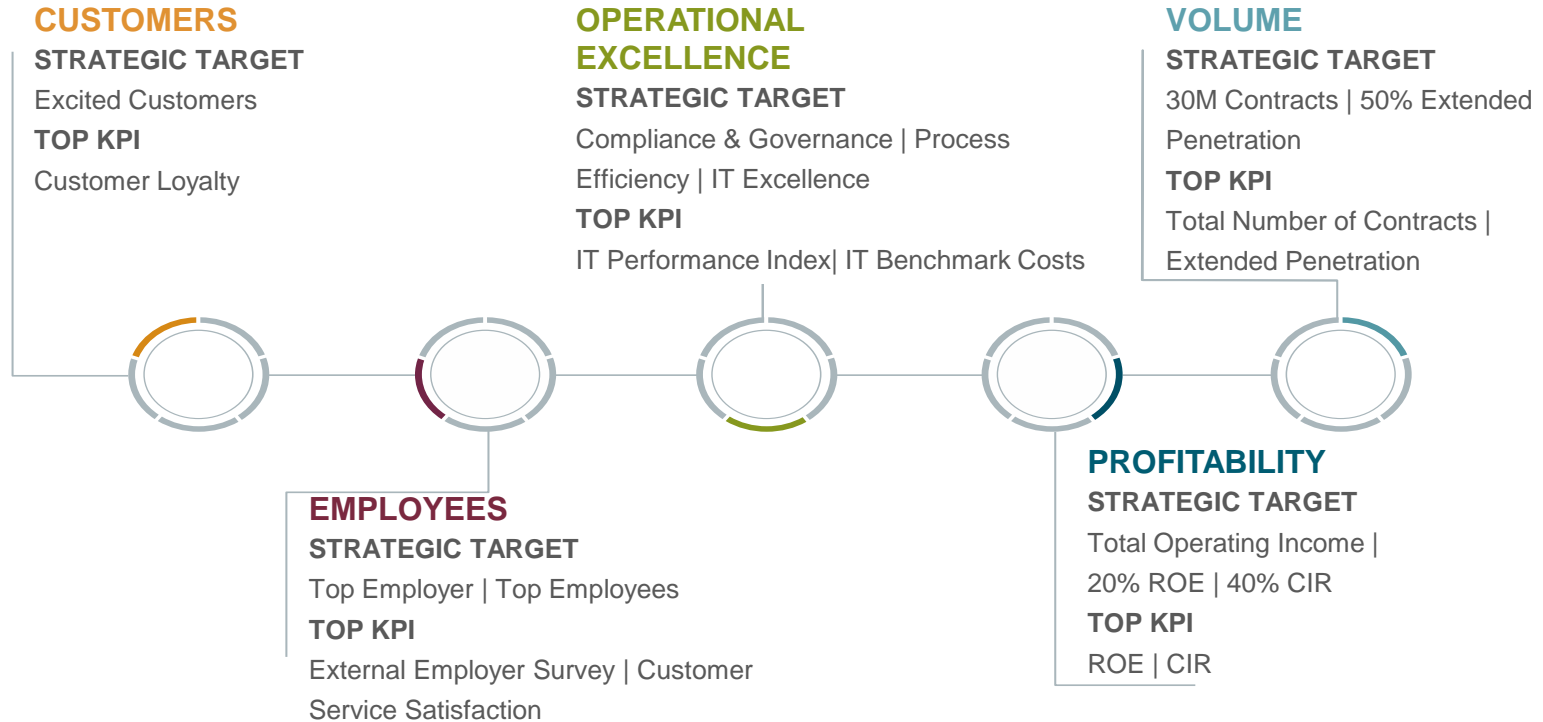 CUSTOMERS
STRATEGIC TARGET
Excited Customers
TOP KPI
Customer Loyalty
OPERATIONAL
EXCELLENCE
STRATEGIC TARGET
Compliance & Governance | Process
Efficiency | IT Excellence
TOP KPI
IT Performance Index| IT Benchmark Costs
VOLUME
STRATEGIC TARGET
30M Contracts | 50% Extended
Penetration
TOP KPI
Total Number of Contracts |
Extended Penetration
EMPLOYEES
STRATEGIC TARGET
Top Employer | Top Employees
TOP KPI
External Employer Survey | Customer
Service Satisfaction
PROFITABILITY
STRATEGIC TARGET
Total Operating Income |
20% ROE | 40% CIR
TOP KPI
ROE | CIR